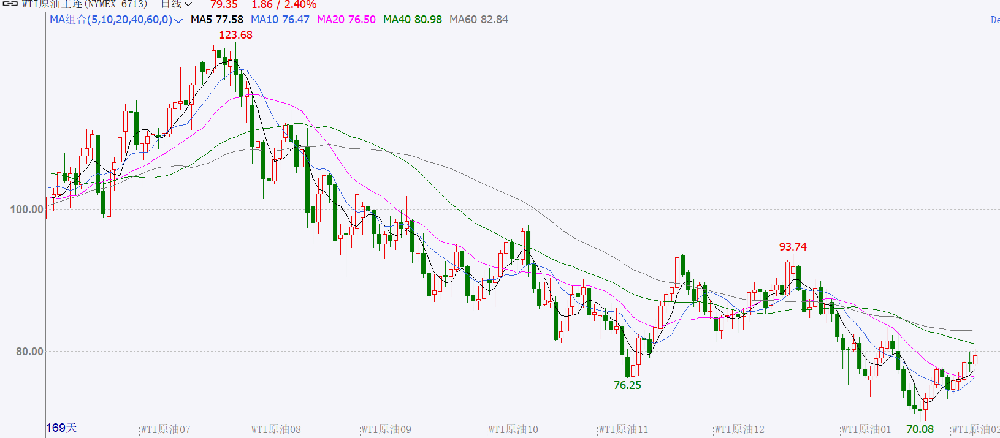 WTI原油主连(NYMEX 6713) 日线 79.35 1.86 / 2.40%
MA组合(5,10,20,40,60,0) MA5 77.58 MA10 76.47 MA20 76.50 MA40 80.98 MA60 82.84 De
123.68
100.00
93.74
80.00
76.25
70.08
169天 WTI原油07 WTI原油08 WTI原油09 WTI原油10 WTI原油11 WTI原油12 WTI原油01 WTI原油02